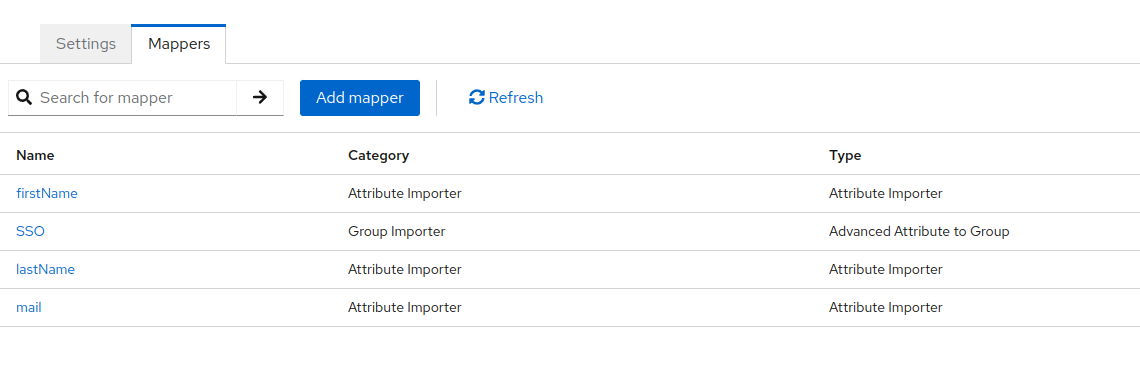 Settings Mappers
Search for mapper Add mapper Refresh
Name Category Type
firstName Attribute Importer Attribute Importer
SSO Group Importer Advanced Attribute to Group
lastName Attribute Importer Attribute Importer
mail Attribute Importer Attribute Importer